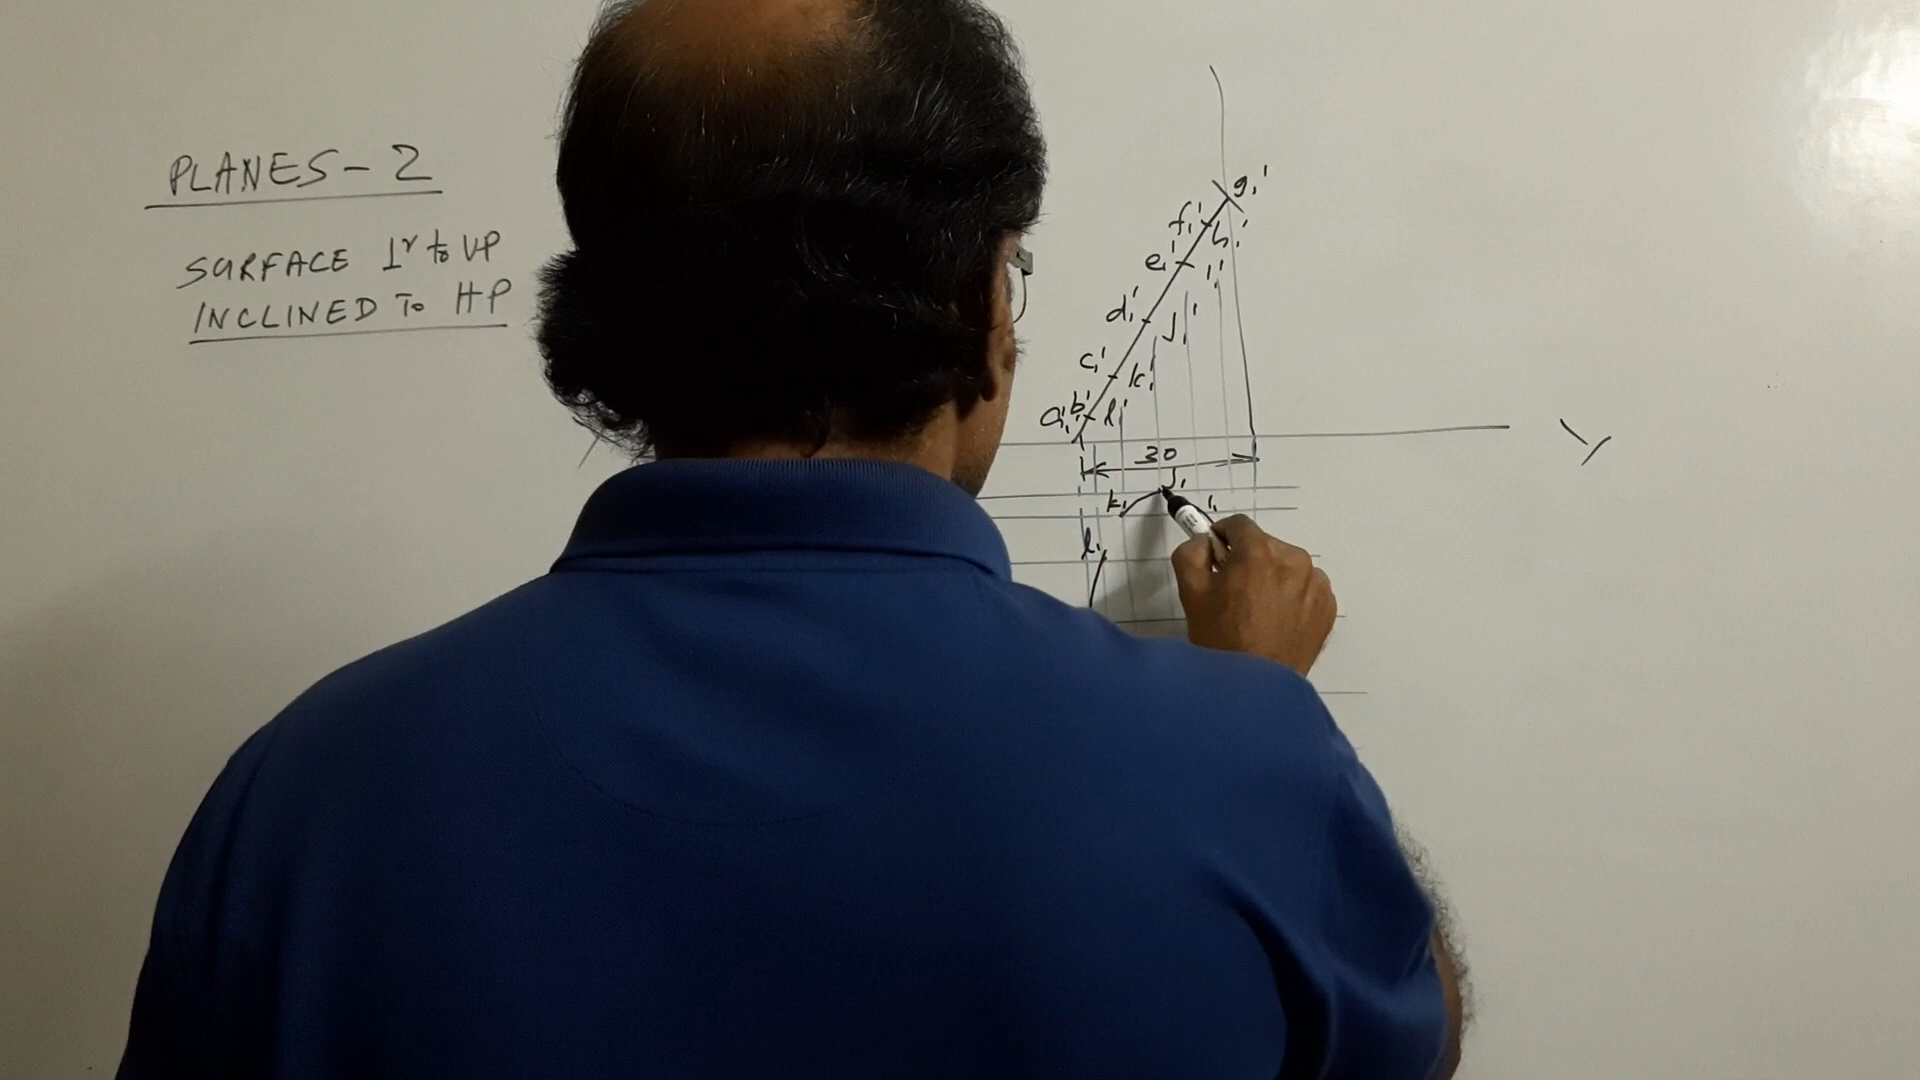 PLANES - 2
SURFACE ⊥r to VP
INCLINED To HP
g₁'
f₁' h₁'
e₁' i₁'
d₁' j₁'
c₁' k₁'
a₁' b₁' l₁'
Y
30
k₁ j₁ i₁
l₁